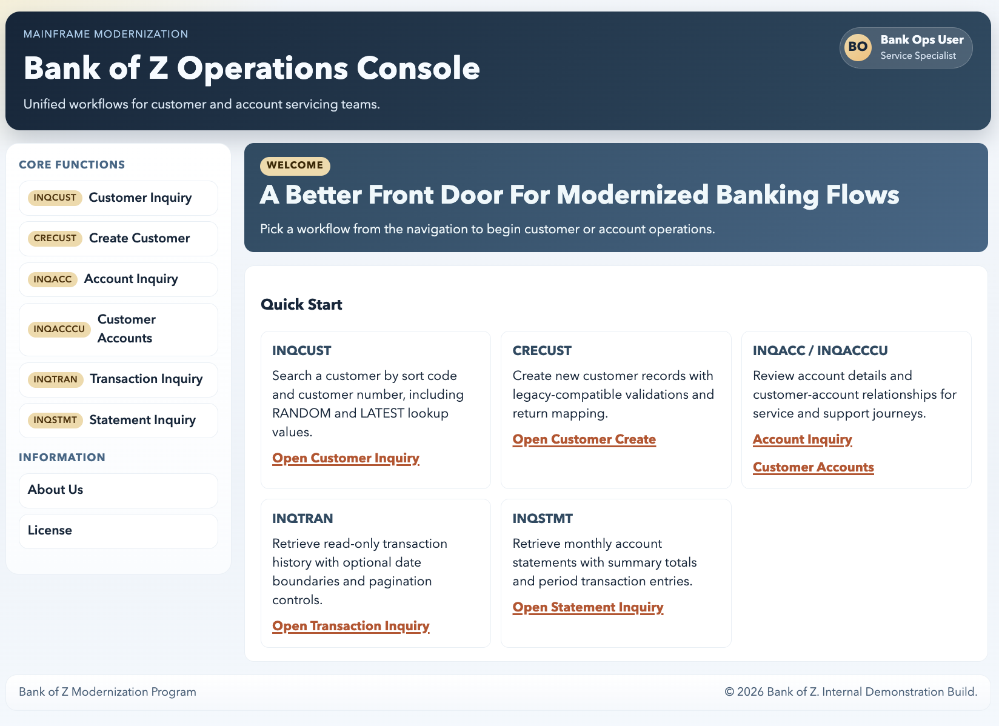 MAINFRAME MODERNIZATION
Bank of Z Operations Console
Unified workflows for customer and account servicing teams.
BO
Bank Ops User
Service Specialist
CORE FUNCTIONS
INQCUST Customer Inquiry
CRECUST Create Customer
INQACC Account Inquiry
INQACCCU Customer
Accounts
INQTRAN Transaction Inquiry
INQSTMT Statement Inquiry
INFORMATION
About Us
License
WELCOME
A Better Front Door For Modernized Banking Flows
Pick a workflow from the navigation to begin customer or account operations.
Quick Start
INQCUST
Search a customer by sort code
and customer number, including
RANDOM and LATEST lookup
values.
Open Customer Inquiry
CRECUST
Create new customer records with
legacy-compatible validations and
return mapping.
Open Customer Create
INQACC / INQACCCU
Review account details and
customer-account relationships for
service and support journeys.
Account Inquiry
Customer Accounts
INQTRAN
Retrieve read-only transaction
history with optional date
boundaries and pagination
controls.
Open Transaction Inquiry
INQSTMT
Retrieve monthly account
statements with summary totals
and period transaction entries.
Open Statement Inquiry
Bank of Z Modernization Program
© 2026 Bank of Z. Internal Demonstration Build.